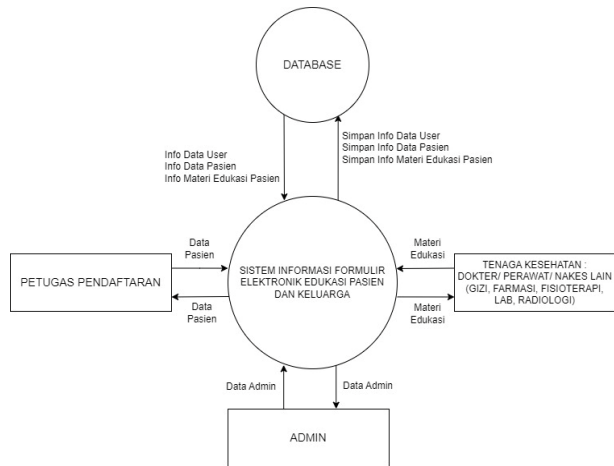 DATABASE
Info Data User
Info Data Pasien
Info Materi Edukasi Pasien
Simpan Info Data User
Simpan Info Data Pasien
Simpan Info Materi Edukasi Pasien
PETUGAS PENDAFTARAN
Data
Pasien
Data
Pasien
SISTEM INFORMASI FORMULIR
ELEKTRONIK EDUKASI PASIEN
DAN KELUARGA
Materi
Edukasi
Materi
Edukasi
TENAGA KESEHATAN :
DOKTER/ PERAWAT/ NAKES LAIN
(GIZI, FARMASI, FISIOTERAPI,
LAB, RADIOLOGI)
Data Admin
Data Admin
ADMIN